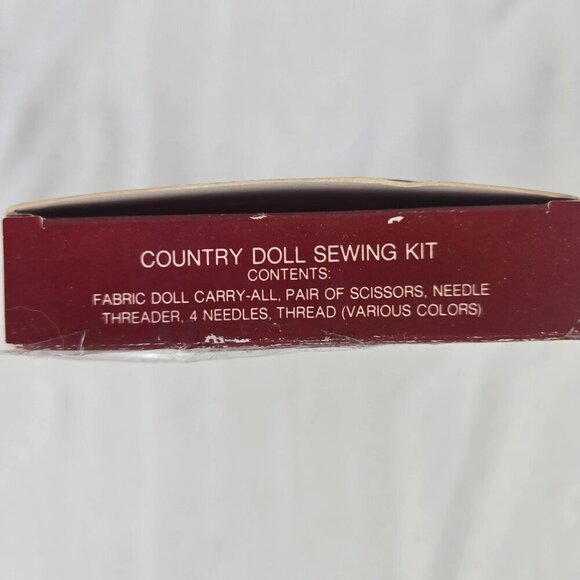 COUNTRY DOLL SEWING KIT
CONTENTS:
FABRIC DOLL CARRY-ALL, PAIR OF SCISSORS, NEEDLE
THREADER, 4 NEEDLES, THREAD (VARIOUS COLORS)